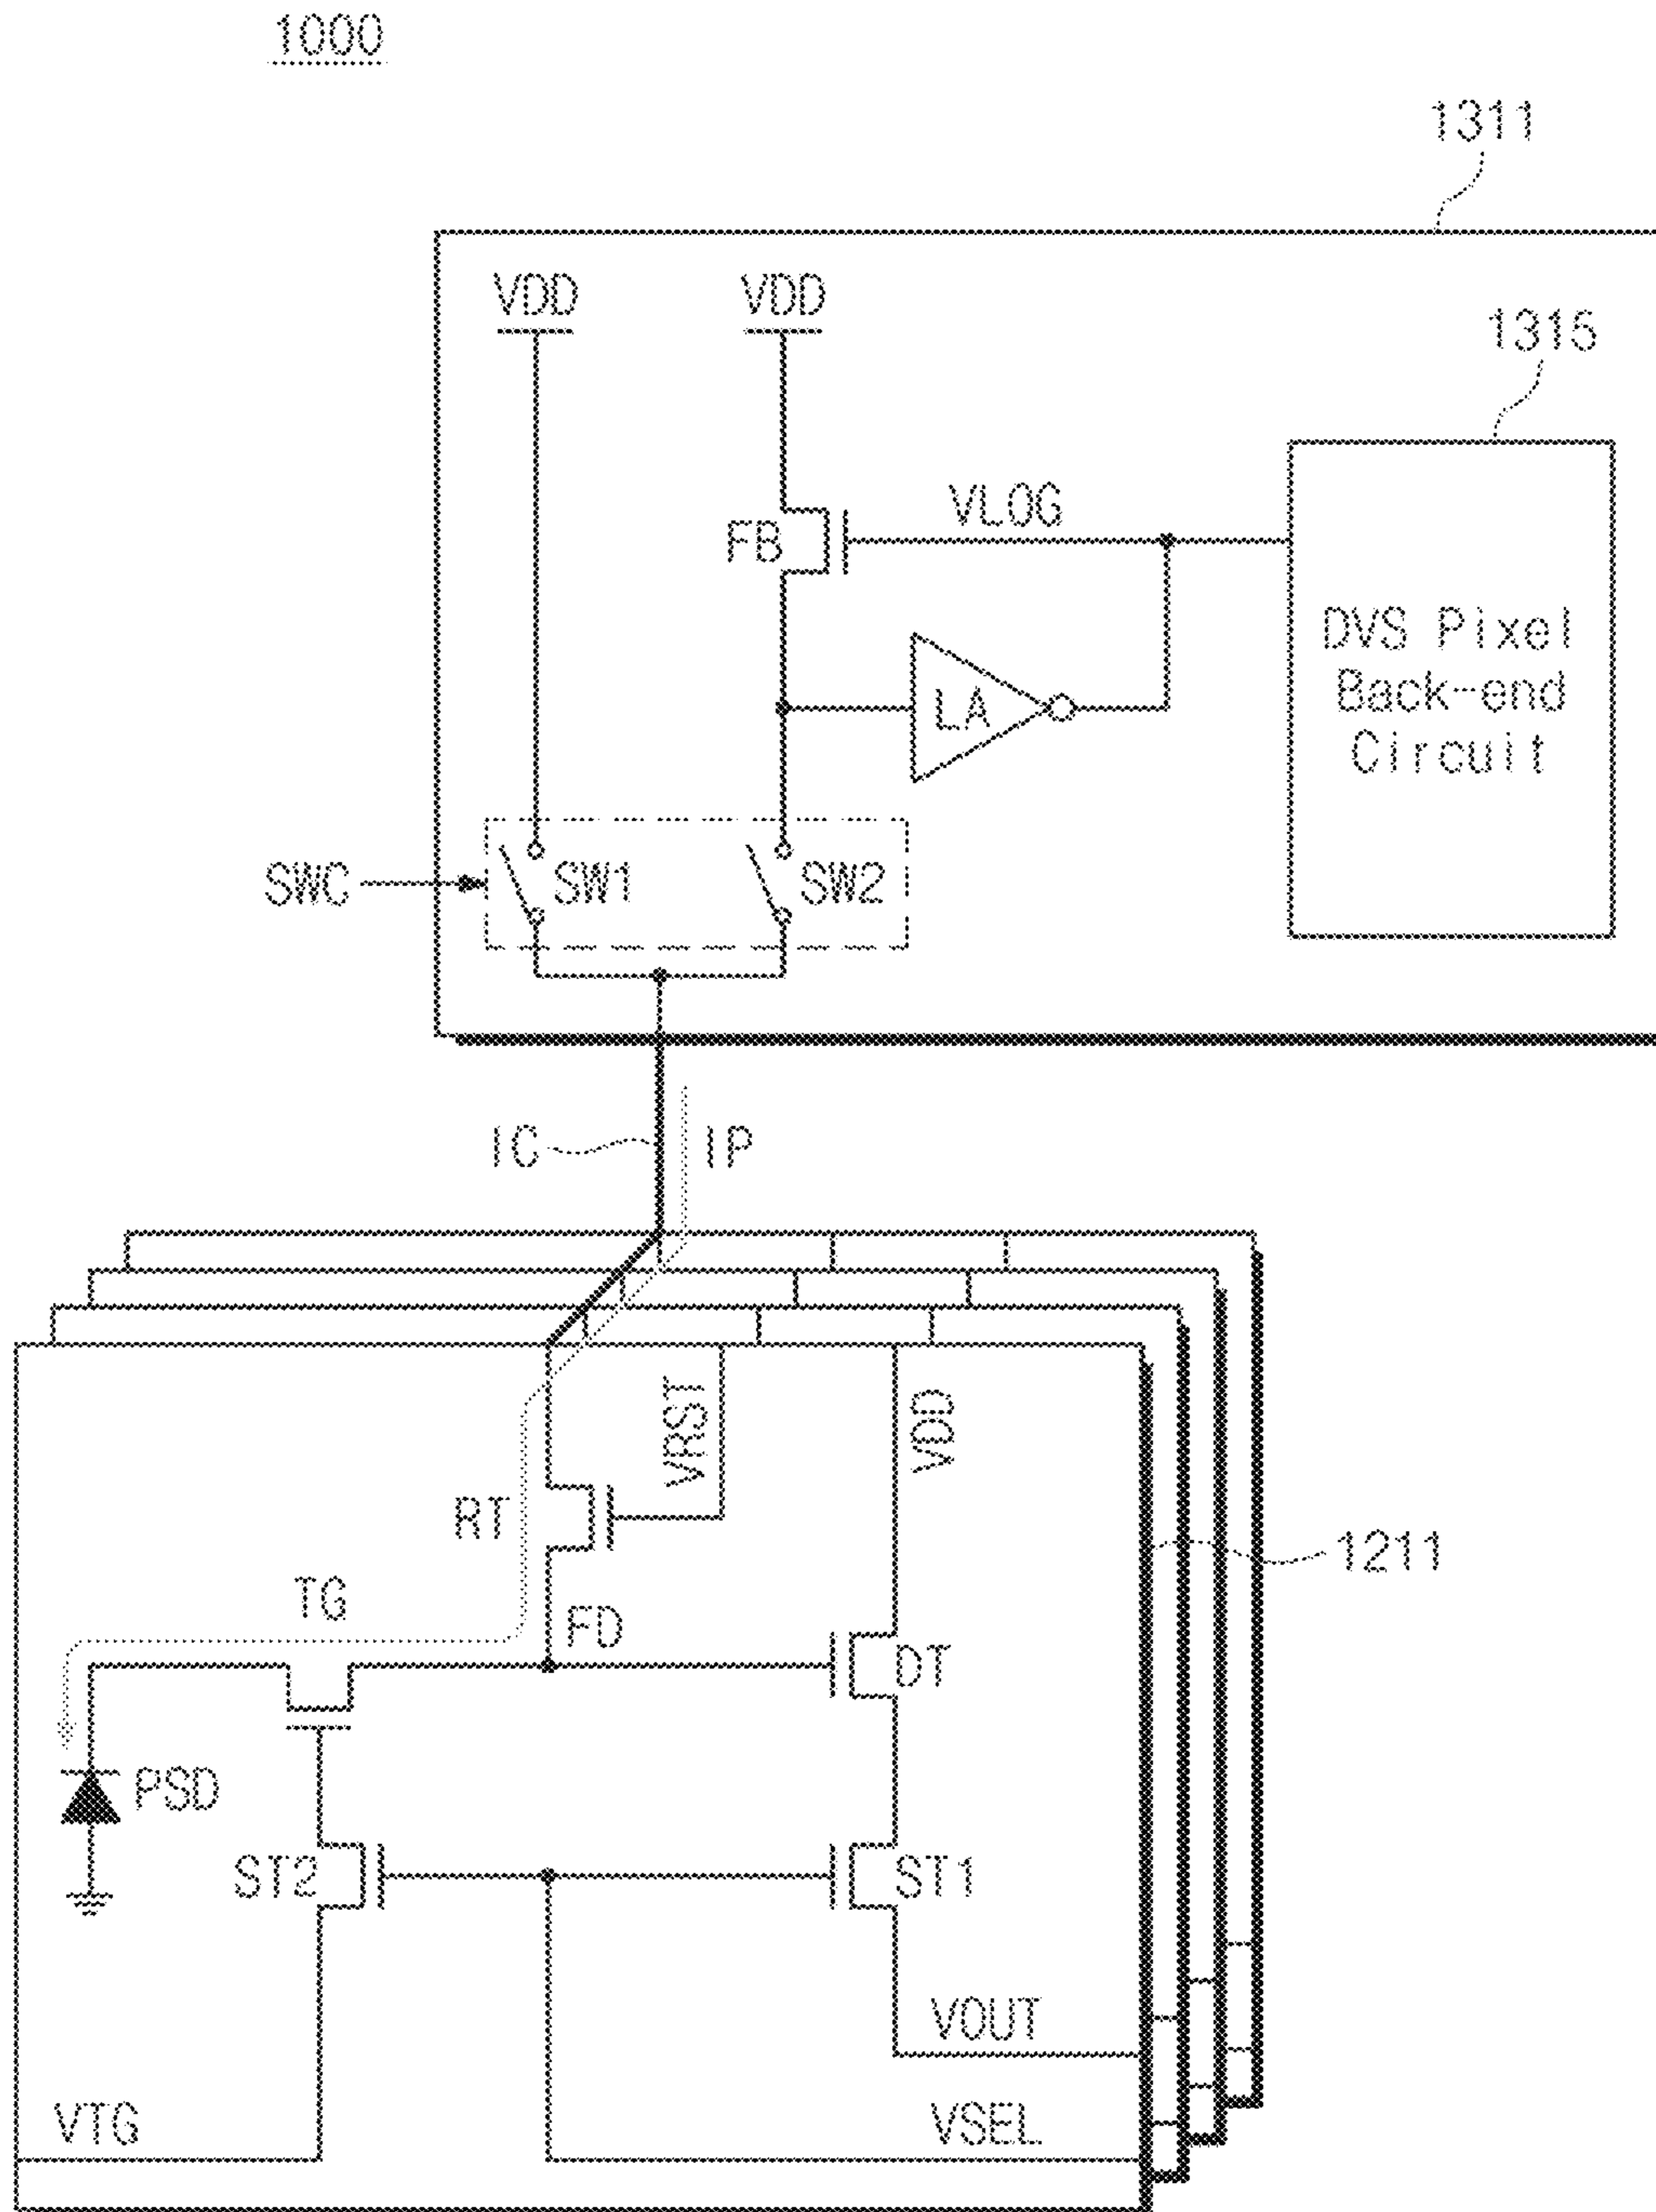 1000
1311
VDD
VDD
1315
VLOG
FB
DVS Pixel
Back-end
Circuit
LA
SWC
SW1
SW2
IC
IP
VRST
VDD
RT
1211
TG
FD
DT
PSD
ST2
ST1
VOUT
VTG
VSEL